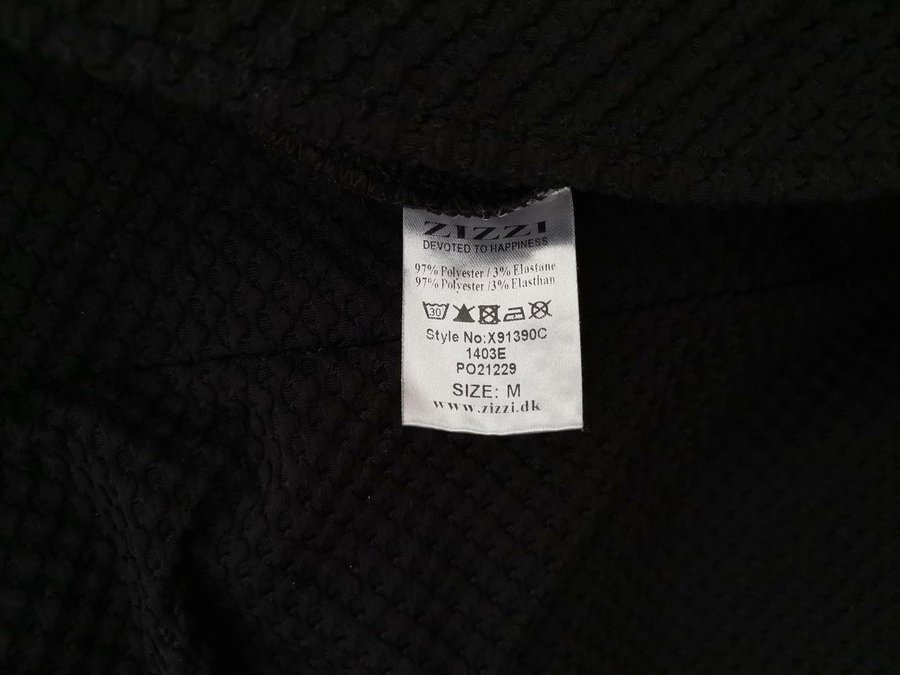 ZIZZI
DEVOTED TO HAPPINESS
97% Polyester / 3% Elastane
97% Polyester /3% Elasthan
30
Style No:X91390C
1403E
PO21229
SIZE: M
www.zizzi.dk